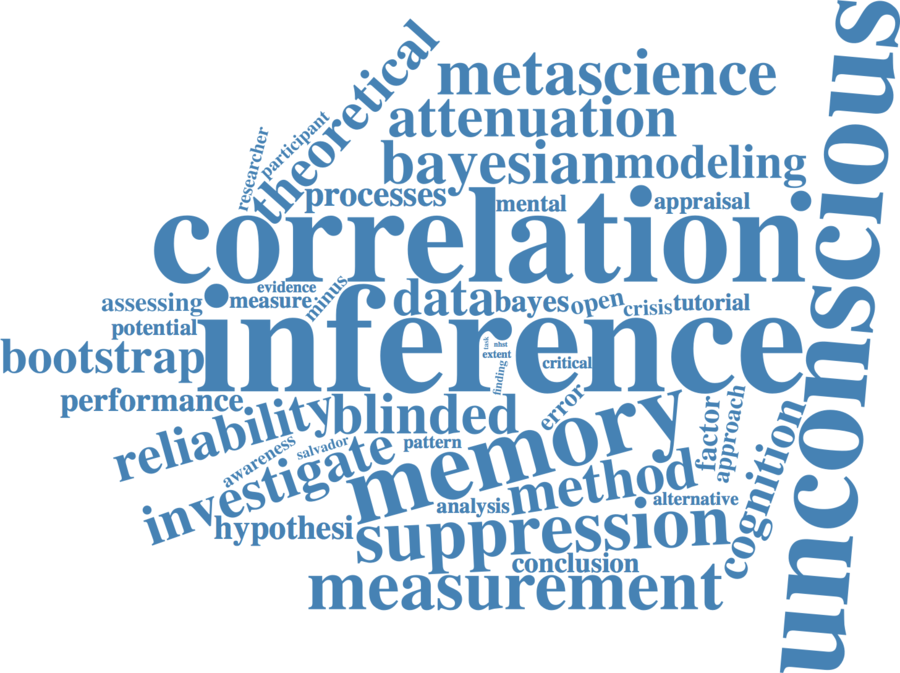 unconscious
theoretical
metascience
attenuation
researcher
participant
bayesian
modeling
processes
mental
appraisal
correlation
evidence
assessing
measure
minus
data
bayes
open
crisis
tutorial
potential
inference
task
nhst
extent
finding
critical
bootstrap
performance
reliability
blinded
error
memory
factor
approach
awareness
salvador
pattern
investigate
cognition
method
alternative
analysis
hypothesi
suppression
conclusion
measurement